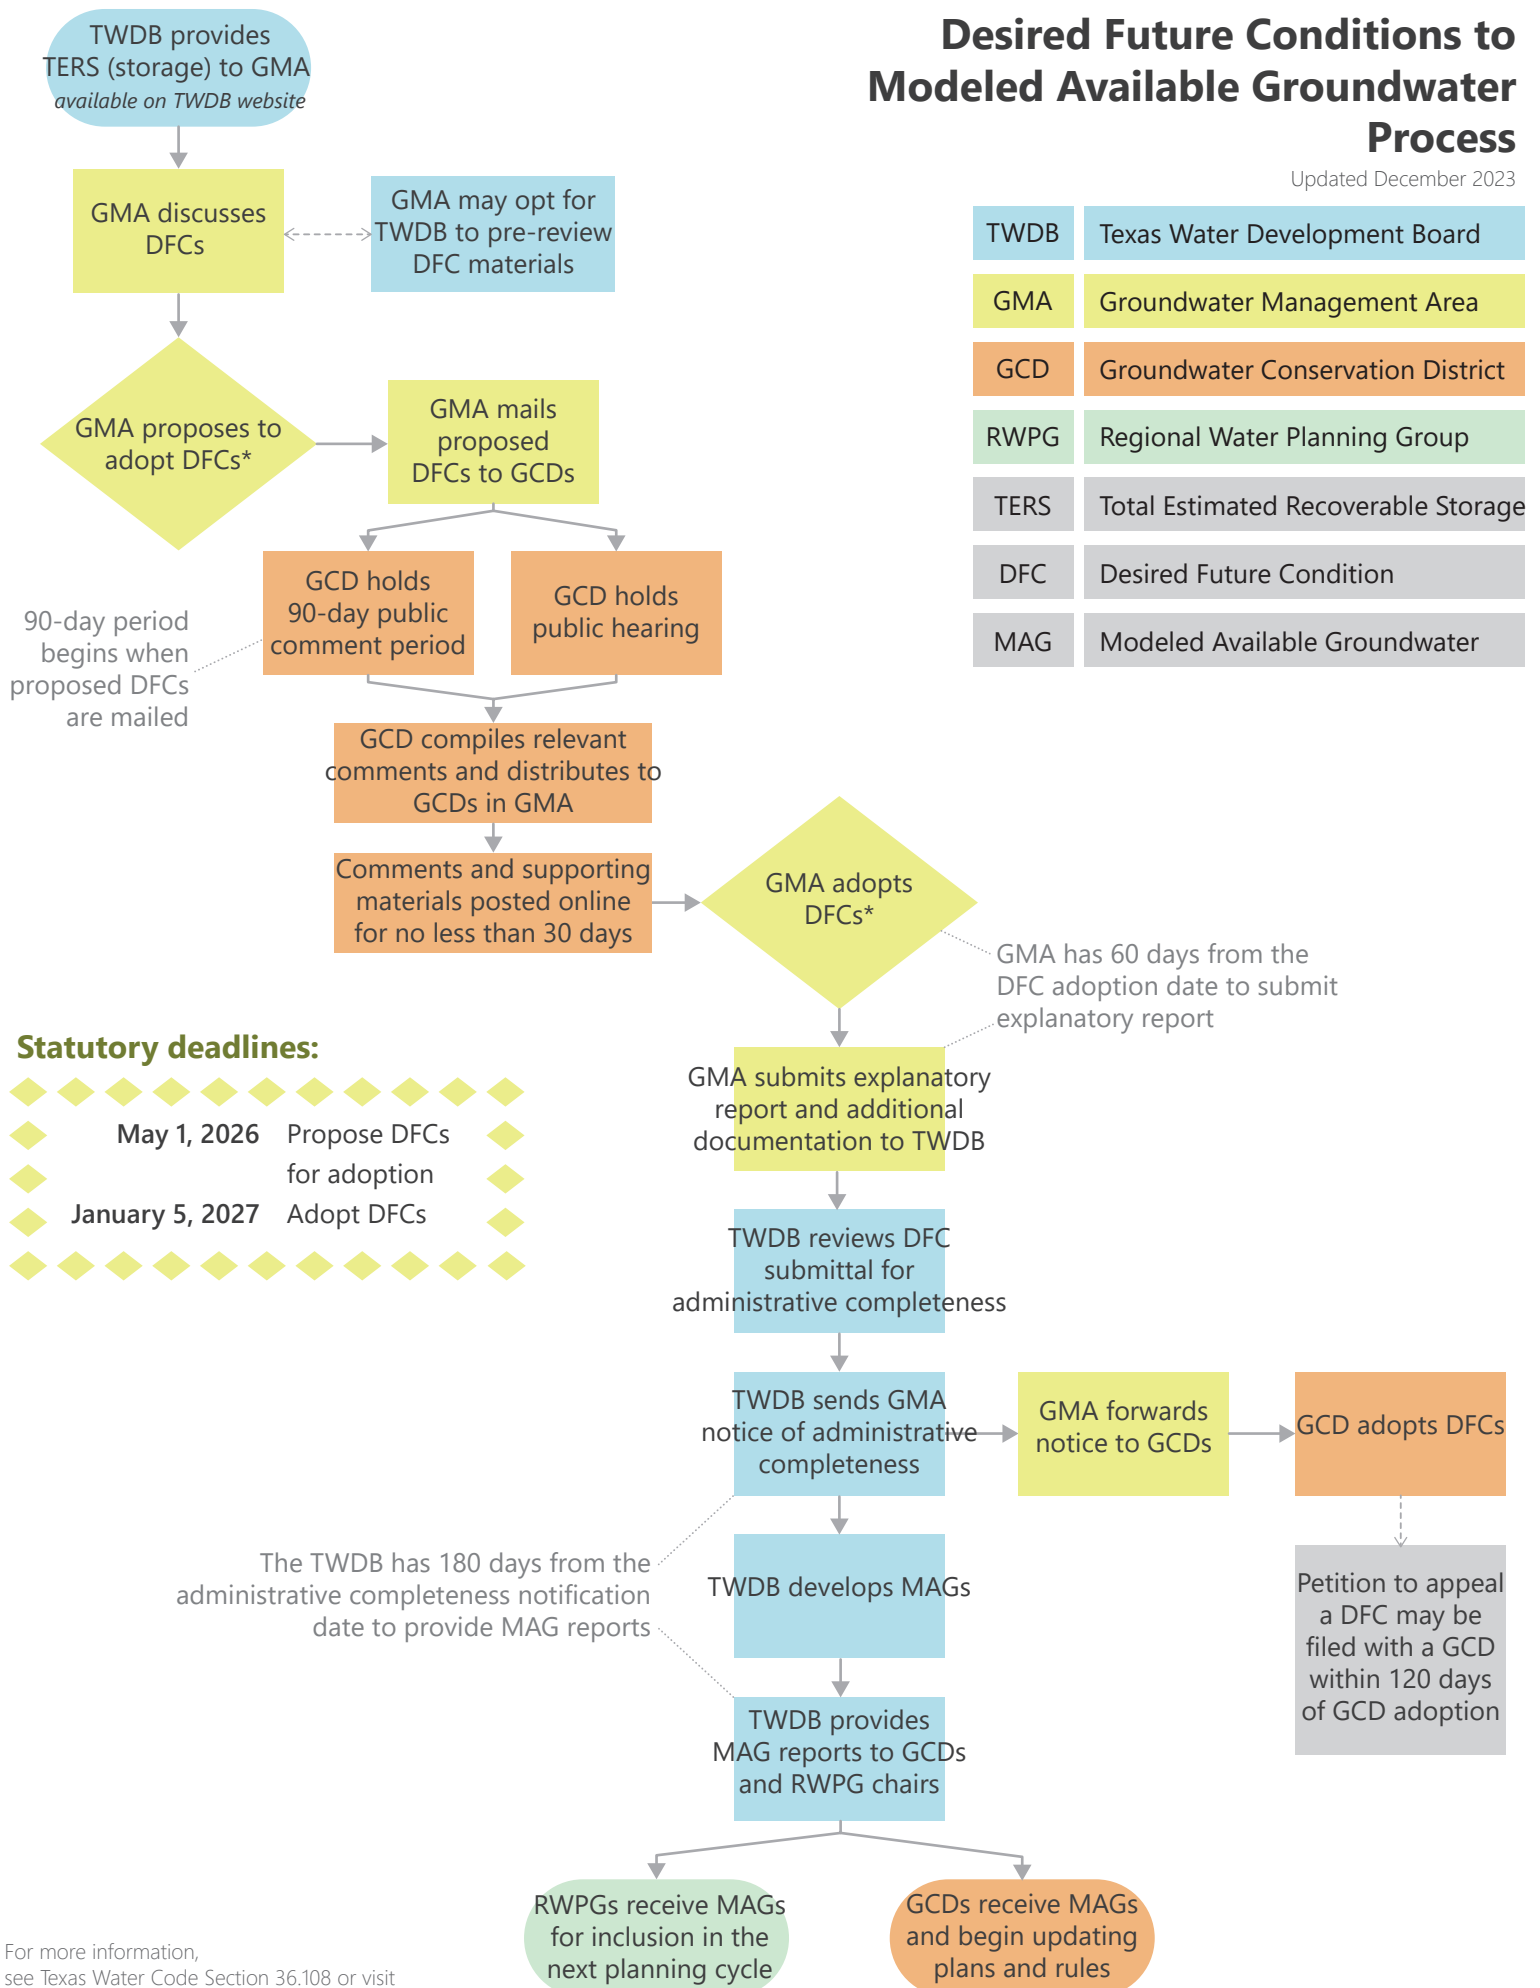 Desired Future Conditions to
Modeled Available Groundwater
Process
Updated December 2023
TWDB Texas Water Development Board
GMA Groundwater Management Area
GCD Groundwater Conservation District
RWPG Regional Water Planning Group
TERS Total Estimated Recoverable Storage
DFC Desired Future Condition
MAG Modeled Available Groundwater
TWDB provides
TERS (storage) to GMA
available on TWDB website
GMA discusses
DFCs
GMA may opt for
TWDB to pre-review
DFC materials
GMA proposes to
adopt DFCs*
GMA mails
proposed
DFCs to GCDs
GCD holds
90-day public
comment period
GCD holds
public hearing
90-day period
begins when
proposed DFCs
are mailed
GCD compiles relevant
comments and distributes to
GCDs in GMA
Comments and supporting
materials posted online
for no less than 30 days
GMA adopts
DFCs*
GMA has 60 days from the
DFC adoption date to submit
explanatory report
Statutory deadlines:
May 1, 2026 Propose DFCs
for adoption
January 5, 2027 Adopt DFCs
GMA submits explanatory
report and additional
documentation to TWDB
TWDB reviews DFC
submittal for
administrative completeness
TWDB sends GMA
notice of administrative
completeness
GMA forwards
notice to GCDs
GCD adopts DFCs
The TWDB has 180 days from the
administrative completeness notification
date to provide MAG reports
TWDB develops MAGs
Petition to appeal
a DFC may be
filed with a GCD
within 120 days
of GCD adoption
TWDB provides
MAG reports to GCDs
and RWPG chairs
RWPGs receive MAGs
for inclusion in the
next planning cycle
GCDs receive MAGs
and begin updating
plans and rules
For more information,
see Texas Water Code Section 36.108 or visit